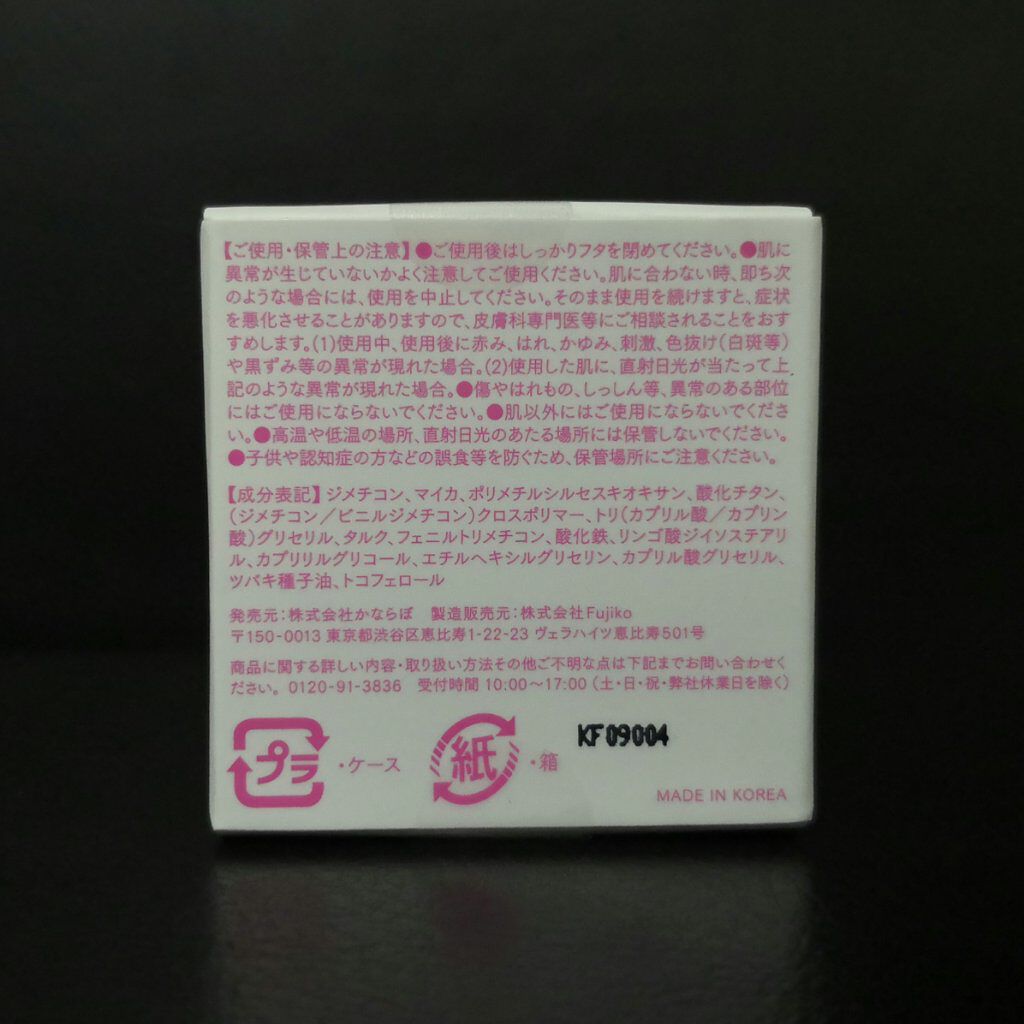 【ご使用・保管上の注意】●ご使用後はしっかりフタを閉めてください。●肌に
異常が生じていないかよく注意してご使用ください。肌に合わない時、即ち次
のような場合には、使用を中止してください。そのまま使用を続けますと、症状
を悪化させることがありますので、皮膚科専門医等にご相談されることをおす
すめします。(1)使用中、使用後に赤み、はれ、かゆみ、刺激、色抜け(白斑等)
や黒ずみ等の異常が現れた場合。(2)使用した肌に、直射日光が当たって上
記のような異常が現れた場合。●傷やはれもの、しっしん等、異常のある部位
にはご使用にならないでください。●肌以外にはご使用にならないでくださ
い。●高温や低温の場所、直射日光のあたる場所には保管しないでください。
●子供や認知症の方などの誤食等を防ぐため、保管場所にご注意ください。
【成分表記】ジメチコン、マイカ、ポリメチルシルセスキオキサン、酸化チタン、
(ジメチコン/ビニルジメチコン)クロスポリマー、トリ(カプリル酸/カプリン
酸)グリセリル、タルク、フェニルトリメチコン、酸化鉄、リンゴ酸ジイソステアリ
ル、カプリリルグリコール、エチルヘキシルグリセリン、カプリル酸グリセリル、
ツバキ種子油、トコフェロール
発売元:株式会社かならぼ 製造販売元:株式会社Fujiko
〒150-0013 東京都渋谷区恵比寿1-22-23 ヴェラハイツ恵比寿501号
商品に関する詳しい内容・取り扱い方法その他ご不明な点は下記までお問い合わせく
ださい。0120-91-3836 受付時間 10:00〜17:00 (土・日・祝・弊社休業日を除く)
プラ ・ケース 紙 ・箱 KF09004
MADE IN KOREA